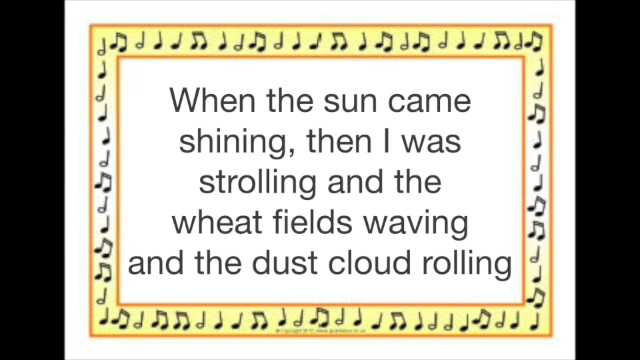 When the sun came
shining, then I was
strolling and the
wheat fields waving
and the dust cloud rolling